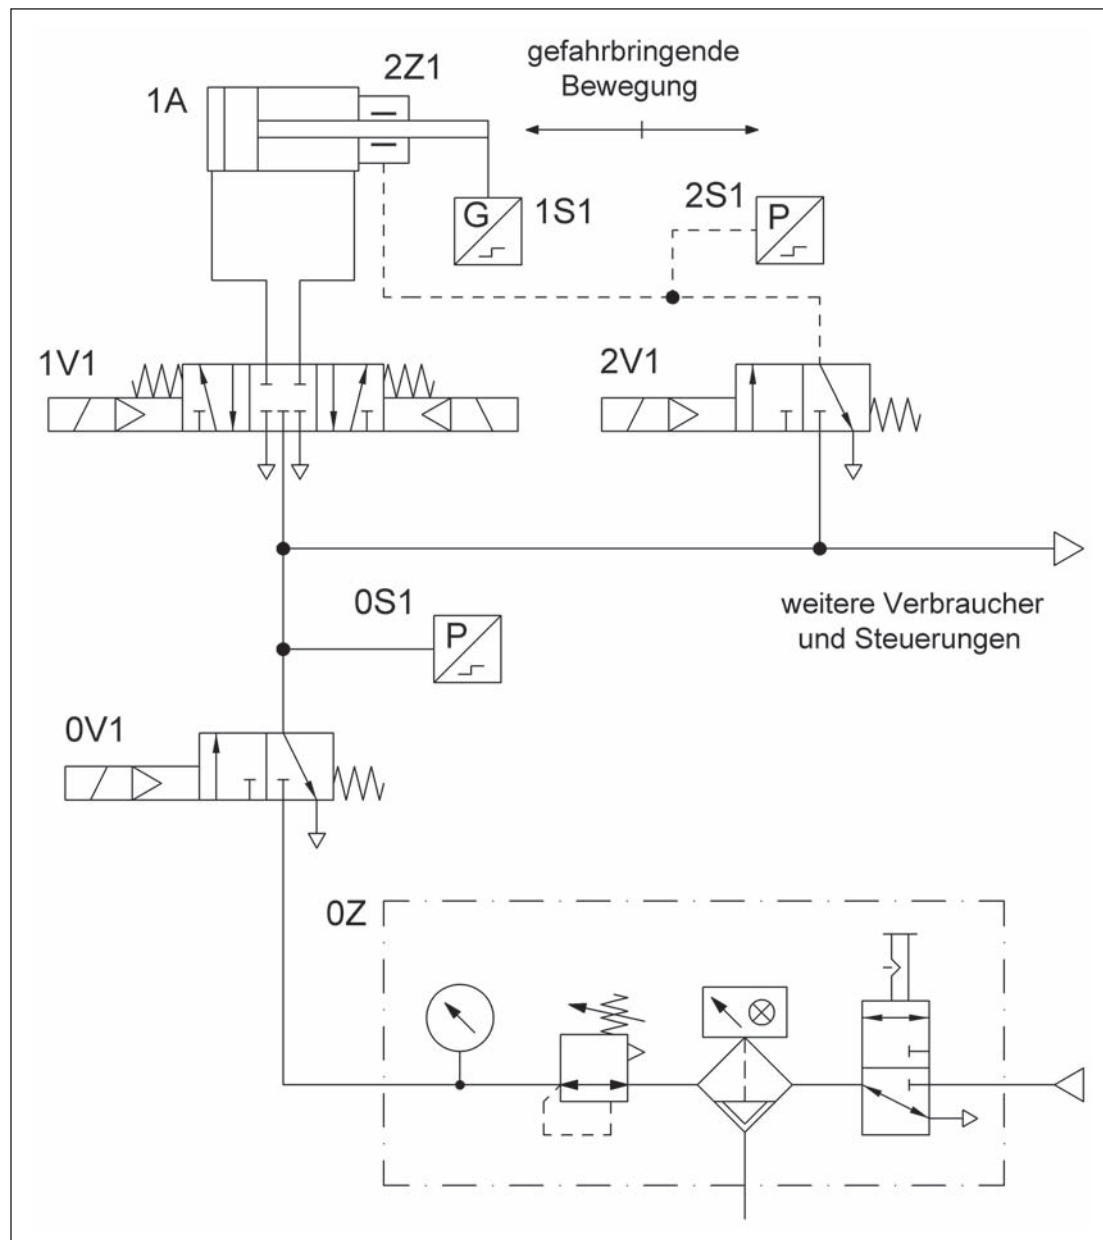 2Z1
gefahrbringende
Bewegung
1A
2S1
P
G
1S1
1V1
2V1
0S1
P
weitere Verbraucher
und Steuerungen
0V1
0Z